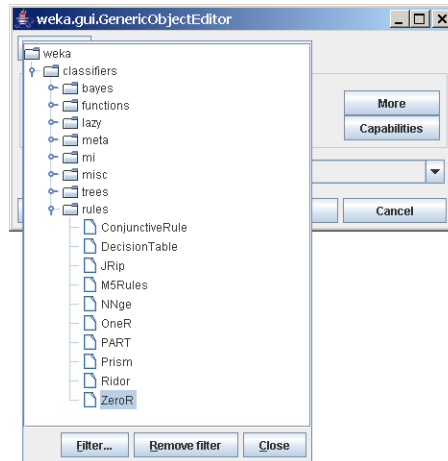 weka.gui.GenericObjectEditor
weka
classifiers
bayes
functions
lazy
meta
mi
misc
trees
rules
ConjunctiveRule
DecisionTable
JRip
M5Rules
NNge
OneR
PART
Prism
Ridor
ZeroR
More
Capabilities
Cancel
Filter... Remove filter Close